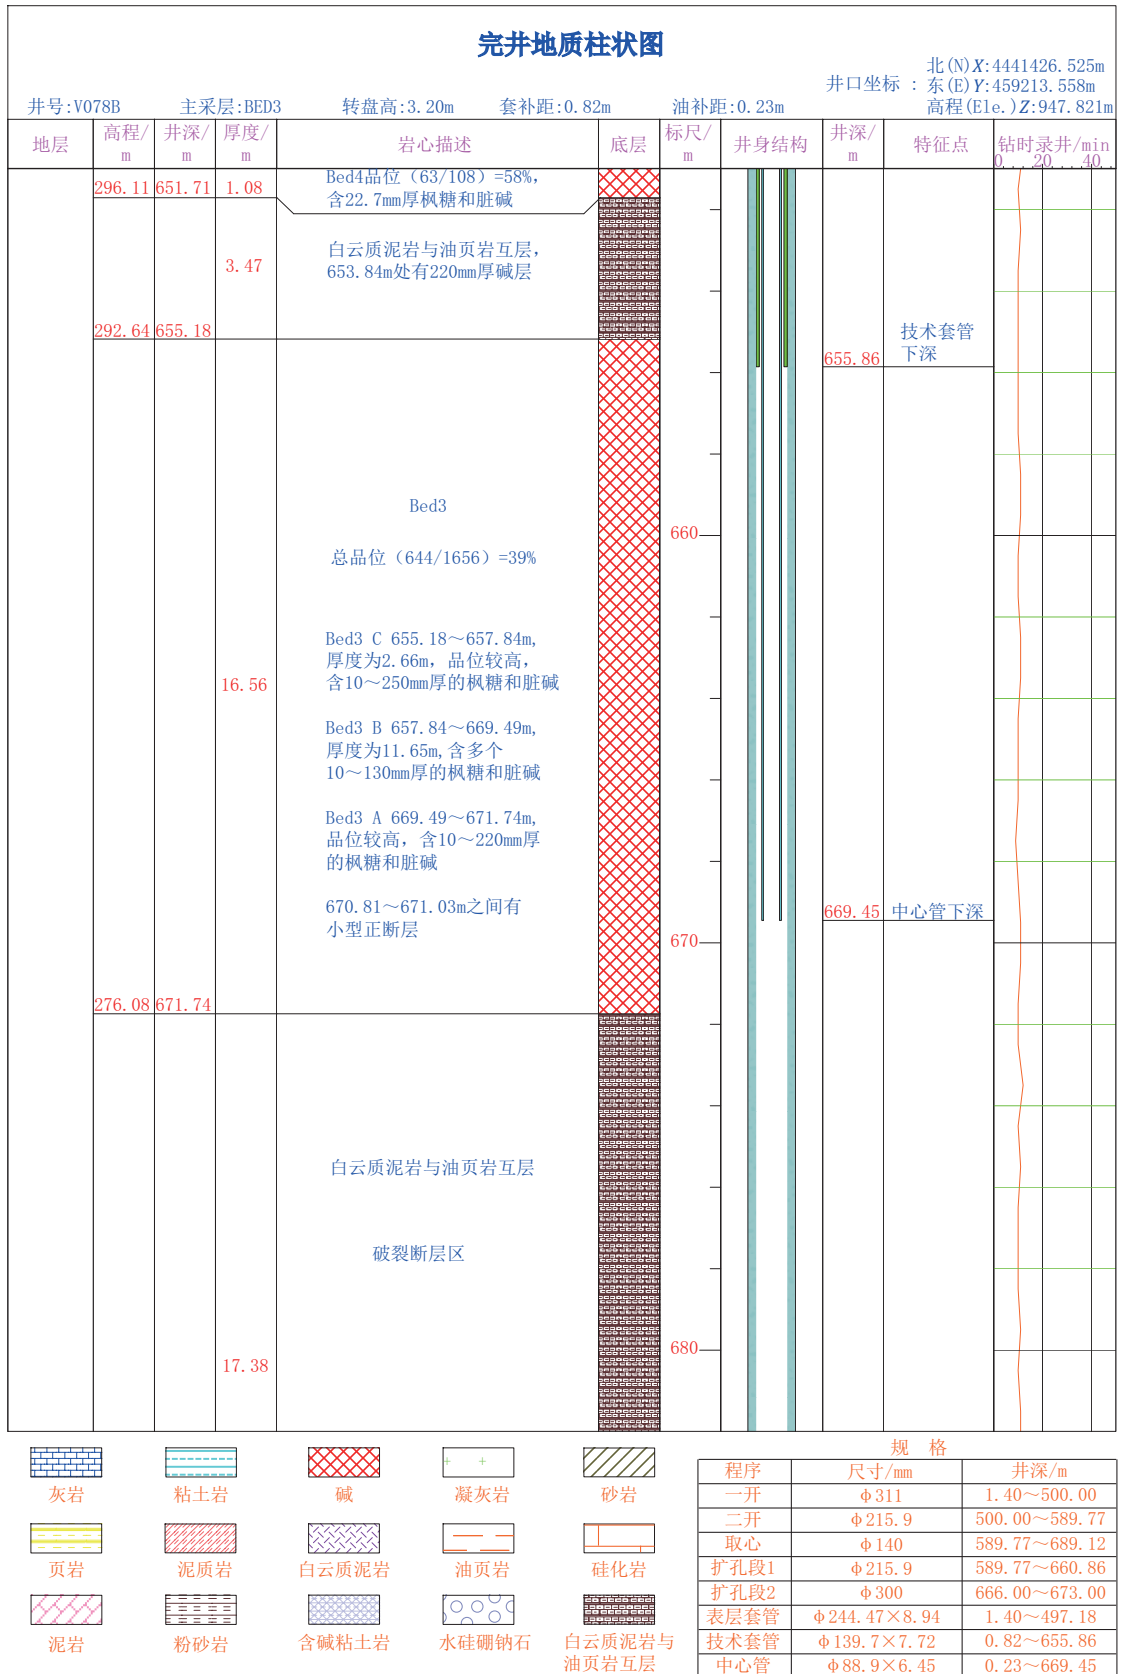 完井地质柱状图
北(N)X:4441426.525m
井口坐标：东(E)Y:459213.558m
井号:V078B 主采层:BED3 转盘高:3.20m 套补距:0.82m 油补距:0.23m 高程(Ele.)Z:947.821m
地层 高程/m 井深/m 厚度/m 岩心描述 底层 标尺/m 井身结构 井深/m 特征点 钻时录井/min
0 20 40
296.11 651.71 1.08
Bed4品位（63/108）=58%，
含22.7mm厚枫糖和脏碱
白云质泥岩与油页岩互层，
653.84m处有220mm厚碱层
3.47
292.64 655.18
技术套管
下深
655.86
Bed3
660
总品位（644/1656）=39%
Bed3 C 655.18～657.84m,
厚度为2.66m，品位较高，
含10～250mm厚的枫糖和脏碱
16.56
Bed3 B 657.84～669.49m,
厚度为11.65m,含多个
10～130mm厚的枫糖和脏碱
Bed3 A 669.49～671.74m,
品位较高，含10～220mm厚
的枫糖和脏碱
670.81～671.03m之间有
小型正断层
669.45 中心管下深
670
276.08 671.74
白云质泥岩与油页岩互层
破裂断层区
680
17.38
灰岩 粘土岩 碱 凝灰岩 砂岩
页岩 泥质岩 白云质泥岩 油页岩 硅化岩
泥岩 粉砂岩 含碱粘土岩 水硅硼钠石 白云质泥岩与
油页岩互层
规 格
程序 尺寸/mm 井深/m
一开 φ311 1.40～500.00
二开 φ215.9 500.00～589.77
取心 φ140 589.77～689.12
扩孔段1 φ215.9 589.77～660.86
扩孔段2 φ300 666.00～673.00
表层套管 φ244.47×8.94 1.40～497.18
技术套管 φ139.7×7.72 0.82～655.86
中心管 φ88.9×6.45 0.23～669.45